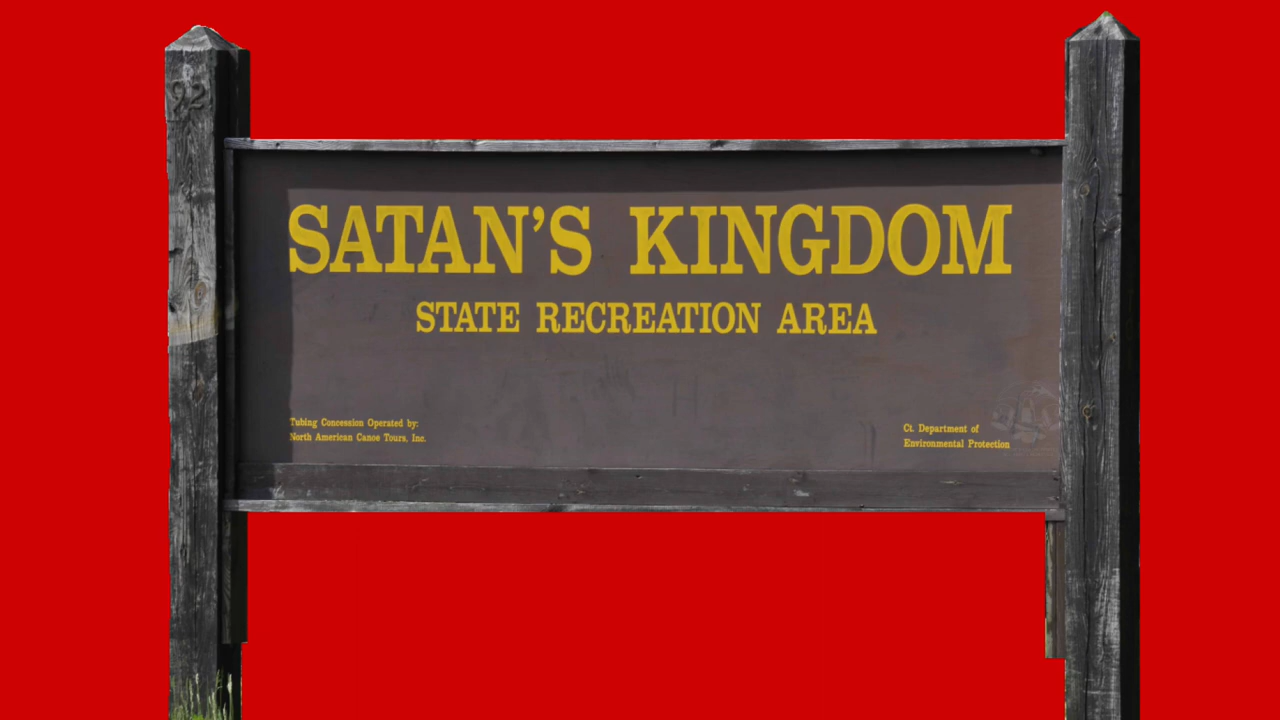 92
SATAN'S KINGDOM
STATE RECREATION AREA
Tubing Concession Operated by:
North American Canoe Tours, Inc.
Ct. Department of
Environmental Protection